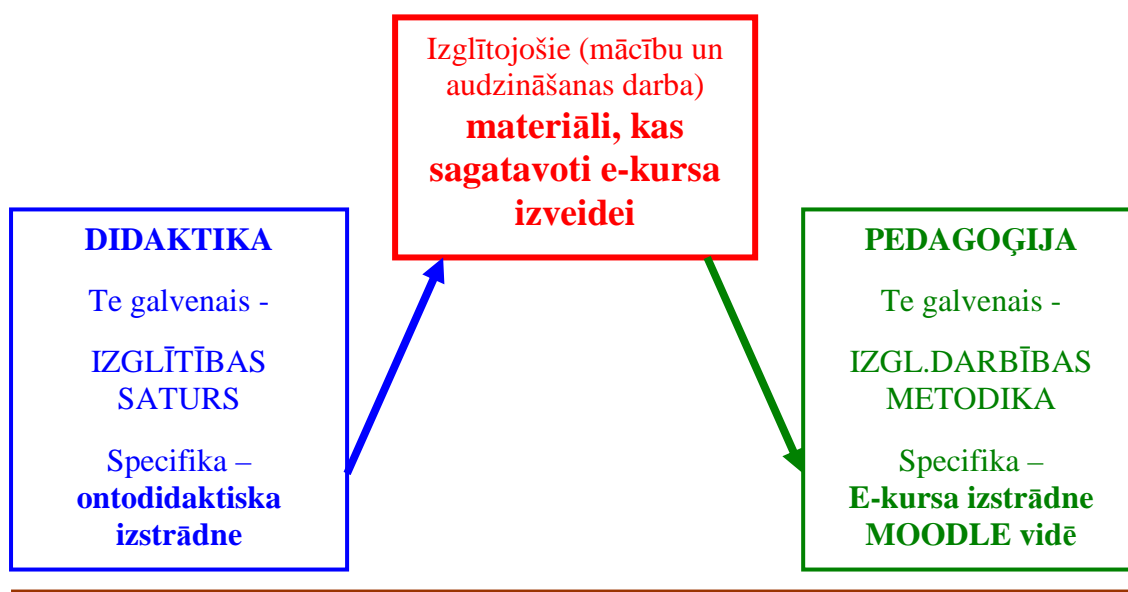 Izglītojošie (mācību un
audzināšanas darba)
materiāli, kas
sagatavoti e-kursa
izveidei
DIDAKTIKA
Te galvenais -
IZGLĪTĪBAS
SATURS
Specifika –
ontodidaktiska
izstrādne
PEDAGOĢIJA
Te galvenais -
IZGL.DARBĪBAS
METODIKA
Specifika –
E-kursa izstrādne
MOODLE vidē